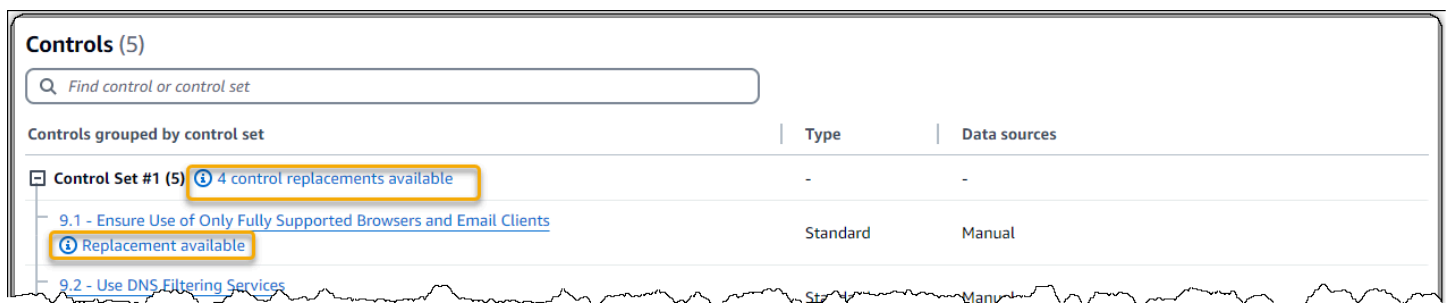 Controls (5)
Find control or control set
Controls grouped by control set Type Data sources
Control Set #1 (5) 4 control replacements available - -
9.1 - Ensure Use of Only Fully Supported Browsers and Email Clients
Replacement available
Standard Manual
9.2 - Use DNS Filtering Services
Standard Manual